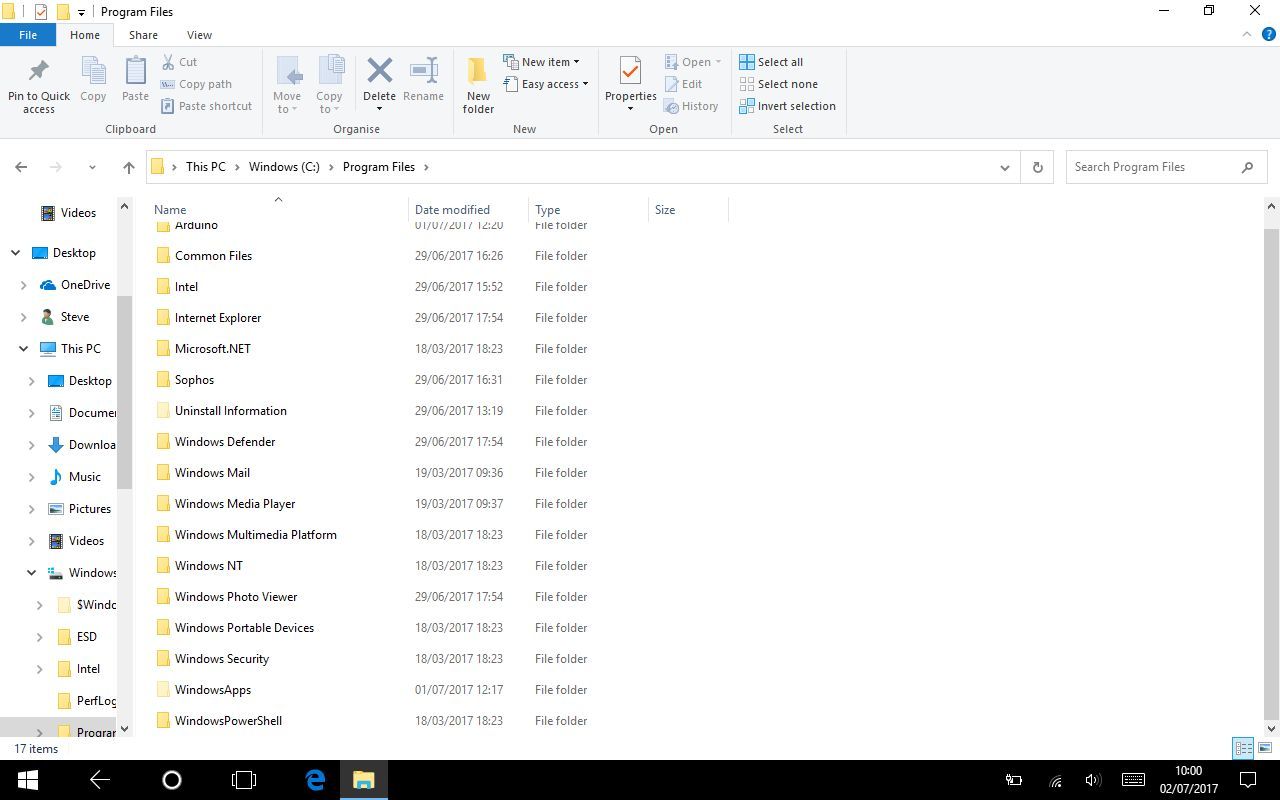 Program Files
File Home Share View
Pin to Quick access
Copy
Paste
Cut
Copy path
Paste shortcut
Clipboard
Move to
Copy to
Delete
Rename
Organise
New folder
New item
Easy access
New
Properties
Open
Edit
History
Open
Select all
Select none
Invert selection
Select
This PC Windows (C:) Program Files
Search Program Files
Videos
Desktop
OneDrive
Steve
This PC
Desktop
Documer
Downloa
Music
Pictures
Videos
Windows
$Windo
ESD
Intel
PerfLog
Program
Name Date modified Type Size
Arduino 01/07/2017 12:20 File folder
Common Files 29/06/2017 16:26 File folder
Intel 29/06/2017 15:52 File folder
Internet Explorer 29/06/2017 17:54 File folder
Microsoft.NET 18/03/2017 18:23 File folder
Sophos 29/06/2017 16:31 File folder
Uninstall Information 29/06/2017 13:19 File folder
Windows Defender 29/06/2017 17:54 File folder
Windows Mail 19/03/2017 09:36 File folder
Windows Media Player 19/03/2017 09:37 File folder
Windows Multimedia Platform 18/03/2017 18:23 File folder
Windows NT 18/03/2017 18:23 File folder
Windows Photo Viewer 29/06/2017 17:54 File folder
Windows Portable Devices 18/03/2017 18:23 File folder
Windows Security 18/03/2017 18:23 File folder
WindowsApps 01/07/2017 12:17 File folder
WindowsPowerShell 18/03/2017 18:23 File folder
17 items
10:00
02/07/2017